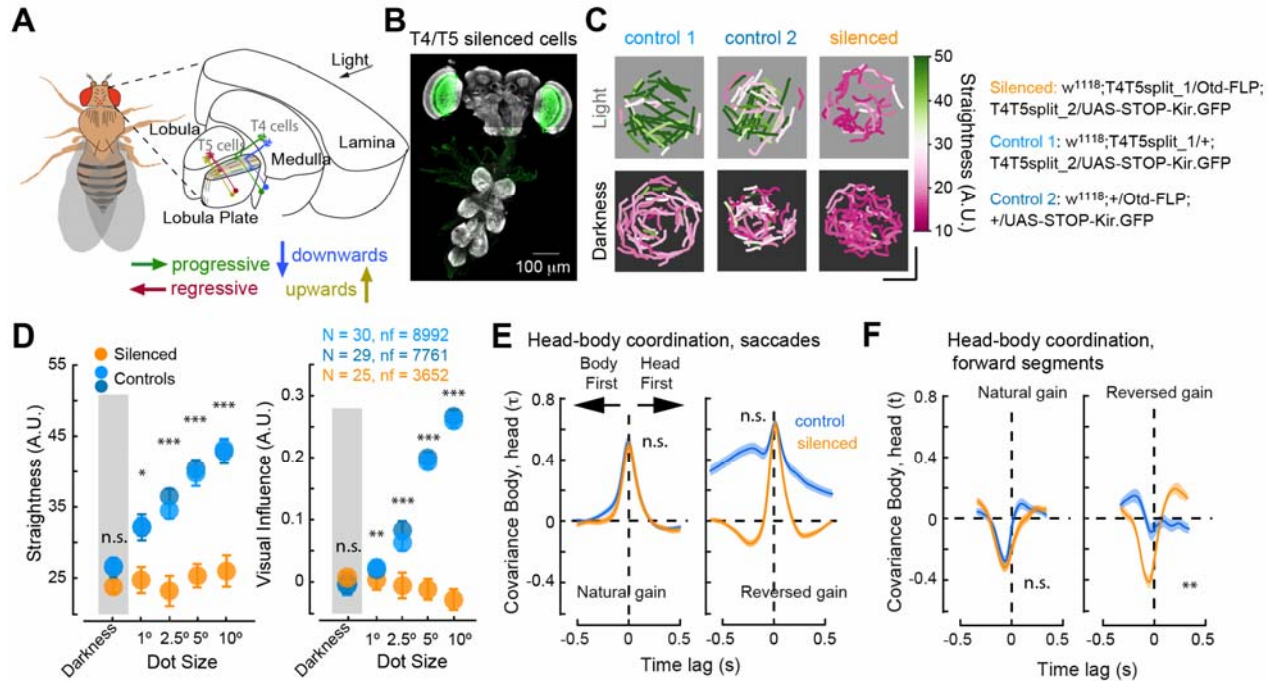 A
Light
Lobula
T4 cells
T5 cells
Medulla
Lamina
Lobula Plate
progressive
downwards
regressive
upwards
B
T4/T5 silenced cells
100 μm
C
control 1
control 2
silenced
Light
Darkness
50
40
30
20
10
Straightness (A.U.)
Silenced: w1118;T4T5split_1/Otd-FLP;
T4T5split_2/UAS-STOP-Kir.GFP
Control 1: w1118;T4T5split_1/+;
T4T5split_2/UAS-STOP-Kir.GFP
Control 2: w1118;+/Otd-FLP;
+/UAS-STOP-Kir.GFP
D
Silenced
Controls
55
45
35
25
Straightness (A.U.)
n.s.
*
***
***
***
Darkness
1º
2.5º
5º
10º
Dot Size
N = 30, nf = 8992
N = 29, nf = 7761
N = 25, nf = 3652
0.3
0.2
0.1
0
Visual Influence (A.U.)
n.s.
**
***
***
***
Darkness
1º
2.5º
5º
10º
Dot Size
E
Head-body coordination, saccades
Body First
Head First
0.8
0.4
0
-0.4
Covariance Body, head (τ)
n.s.
Natural gain
n.s.
control
silenced
Reversed gain
-0.5
0
0.5
-0.5
0
0.5
Time lag (s)
F
Head-body coordination,
forward segments
Natural gain
Reversed gain
0.8
0.4
0
-0.4
Covariance Body, head (t)
n.s.
**
-0.5
0
0.5
-0.5
0
0.5
Time lag (s)